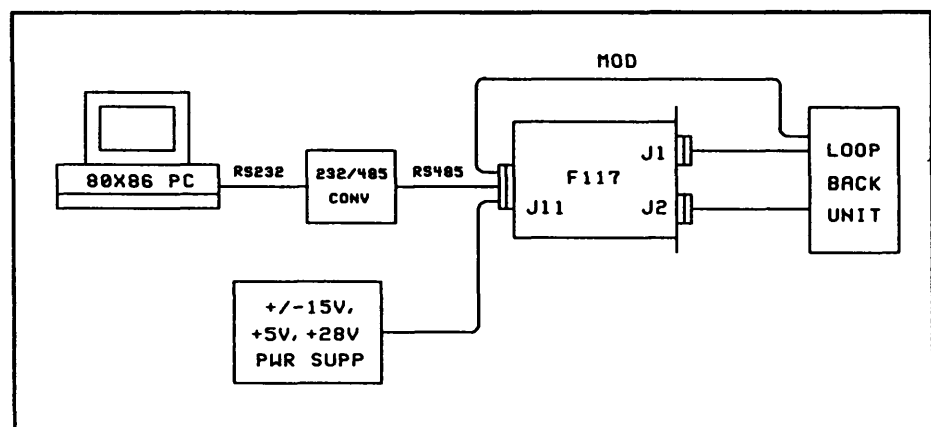 MOD
80X86 PC
RS232
232/485
CONV
RS485
J11
F117
J1
J2
LOOP
BACK
UNIT
+/-15V,
+5V, +28V
PWR SUPP